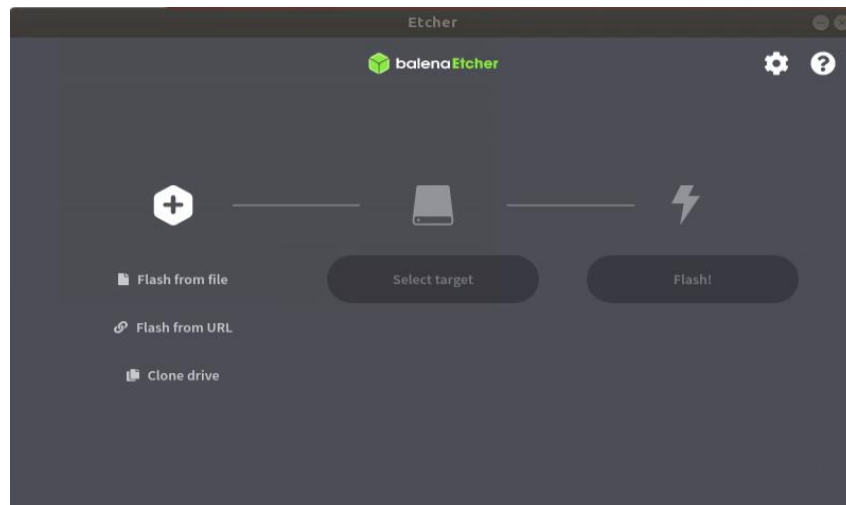 Etcher
balenaEtcher
Flash from file
Select target
Flash!
Flash from URL
Clone drive